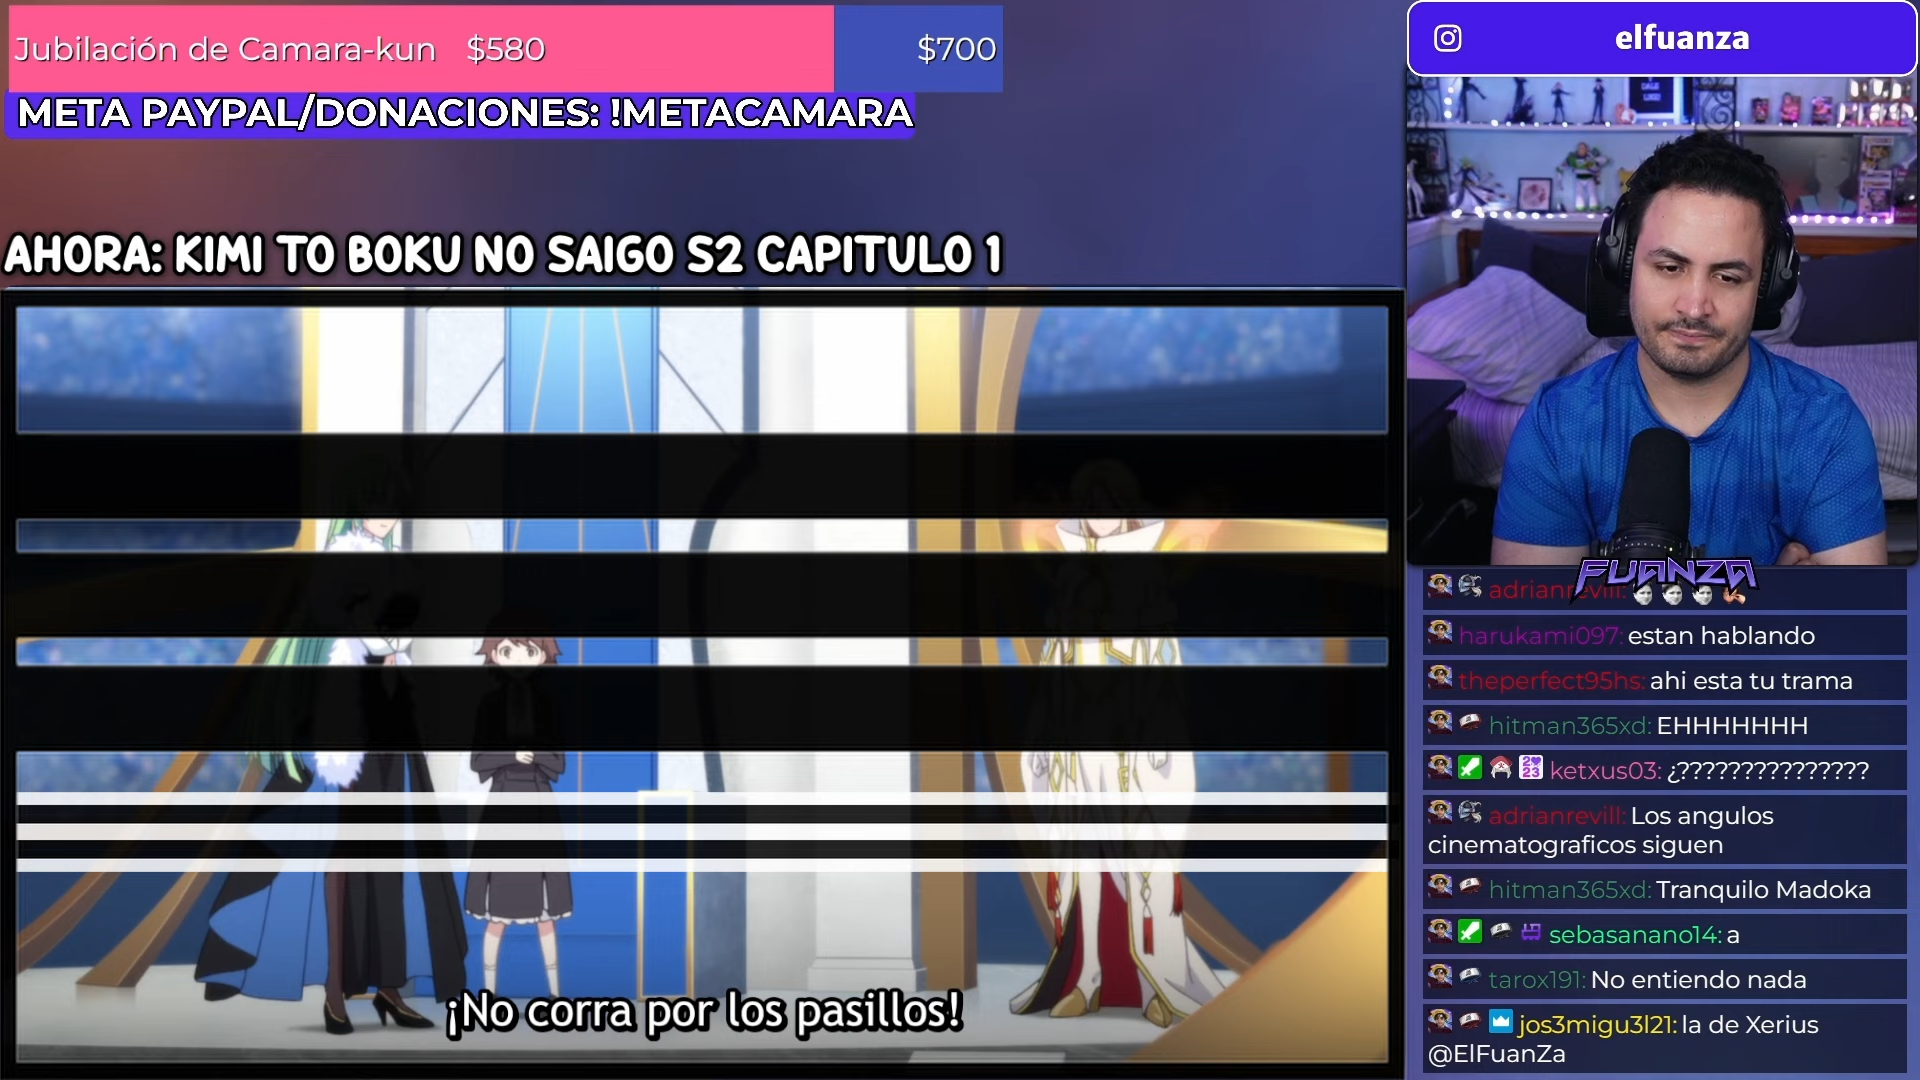 Jubilación de Camara-kun $580 $700
META PAYPAL/DONACIONES: !METACAMARA
AHORA: KIMI TO BOKU NO SAIGO S2 CAPITULO 1
¡No corra por los pasillos!
elfuanza
FUANZA
adrianrevill:
harukami097: estan hablando
theperfect95hs: ahi esta tu trama
hitman365xd: EHHHHHHH
ketxus03: ¿???????????????
adrianrevill: Los angulos
cinematograficos siguen
hitman365xd: Tranquilo Madoka
sebasanano14: a
tarox191: No entiendo nada
jos3migu3l21: la de Xerius
@ElFuanZa